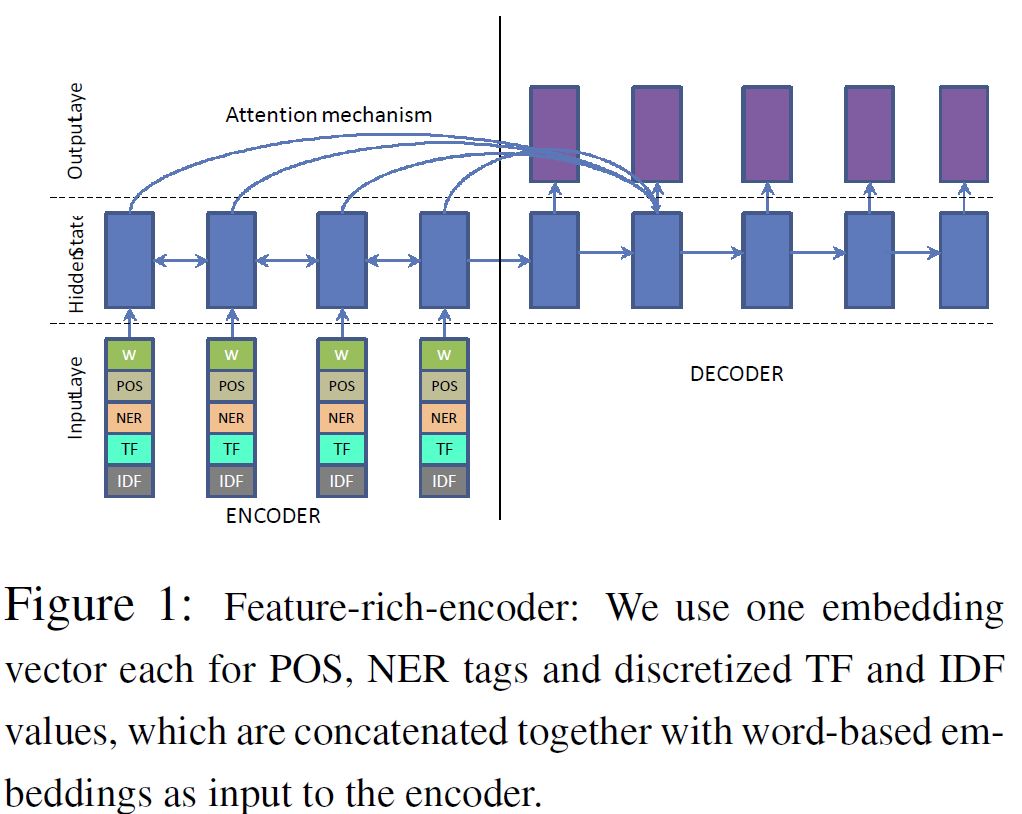 Output Laye
Attention mechanism
Hidden State
Input Laye
W W W W
POS POS POS POS
NER NER NER NER
TF TF TF TF
IDF IDF IDF IDF
ENCODER
DECODER
Figure 1: Feature-rich-encoder: We use one embedding
vector each for POS, NER tags and discretized TF and IDF
values, which are concatenated together with word-based em-
beddings as input to the encoder.